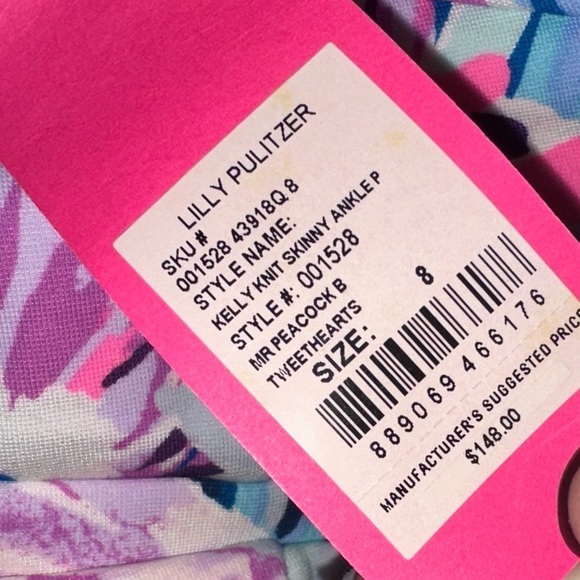 LILLY PULITZER
SKU #
001528 43918Q 8
STYLE NAME:
KELLY KNIT SKINNY ANKLE P
STYLE #: 001528
MR PEACOCK B
TWEETHEARTS
SIZE: 8
889069 466176
MANUFACTURER'S SUGGESTED PRICE
$148.00